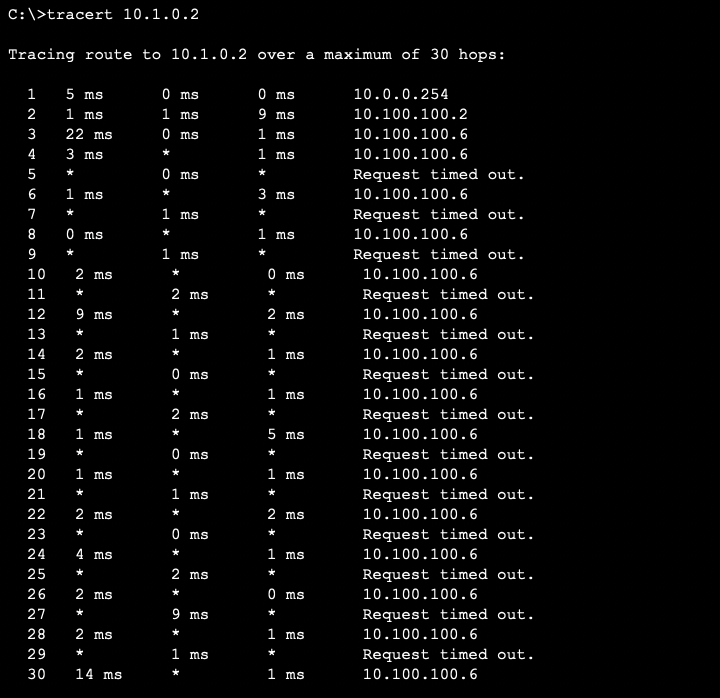 C:\>tracert 10.1.0.2
Tracing route to 10.1.0.2 over a maximum of 30 hops:
1 5 ms 0 ms 0 ms 10.0.0.254
2 1 ms 1 ms 9 ms 10.100.100.2
3 22 ms 0 ms 1 ms 10.100.100.6
4 3 ms * 1 ms 10.100.100.6
5 * 0 ms * Request timed out.
6 1 ms * 3 ms 10.100.100.6
7 * 1 ms * Request timed out.
8 0 ms * 1 ms 10.100.100.6
9 * 1 ms * Request timed out.
10 2 ms * 0 ms 10.100.100.6
11 * 2 ms * Request timed out.
12 9 ms * 2 ms 10.100.100.6
13 * 1 ms * Request timed out.
14 2 ms * 1 ms 10.100.100.6
15 * 0 ms * Request timed out.
16 1 ms * 1 ms 10.100.100.6
17 * 2 ms * Request timed out.
18 1 ms * 5 ms 10.100.100.6
19 * 0 ms * Request timed out.
20 1 ms * 1 ms 10.100.100.6
21 * 1 ms * Request timed out.
22 2 ms * 2 ms 10.100.100.6
23 * 0 ms * Request timed out.
24 4 ms * 1 ms 10.100.100.6
25 * 2 ms * Request timed out.
26 2 ms * 0 ms 10.100.100.6
27 * 9 ms * Request timed out.
28 2 ms * 1 ms 10.100.100.6
29 * 1 ms * Request timed out.
30 14 ms * 1 ms 10.100.100.6